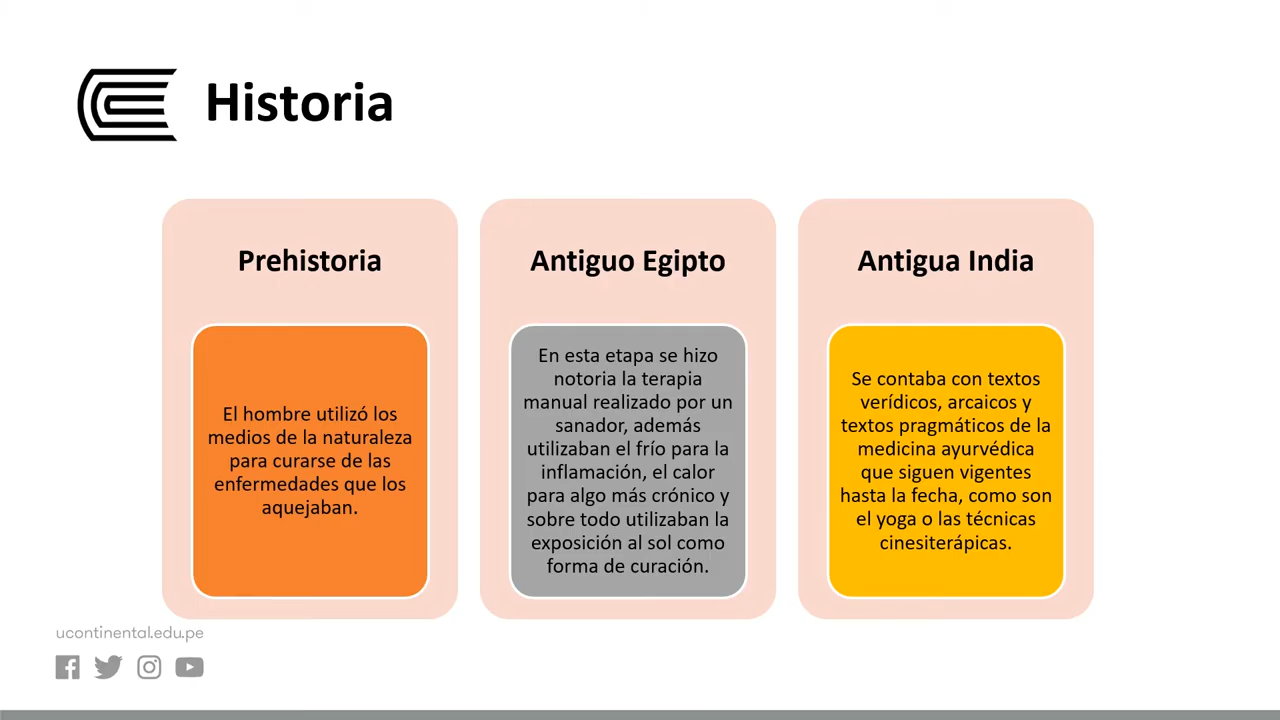 Historia
Prehistoria
El hombre utilizó los
medios de la naturaleza
para curarse de las
enfermedades que los
aquejaban.
Antiguo Egipto
En esta etapa se hizo
notoria la terapia
manual realizado por un
sanador, además
utilizaban el frío para la
inflamación, el calor
para algo más crónico y
sobre todo utilizaban la
exposición al sol como
forma de curación.
Antigua India
Se contaba con textos
verídicos, arcaicos y
textos pragmáticos de la
medicina ayurvédica
que siguen vigentes
hasta la fecha, como son
el yoga o las técnicas
cinesiterápicas.
ucontinental.edu.pe